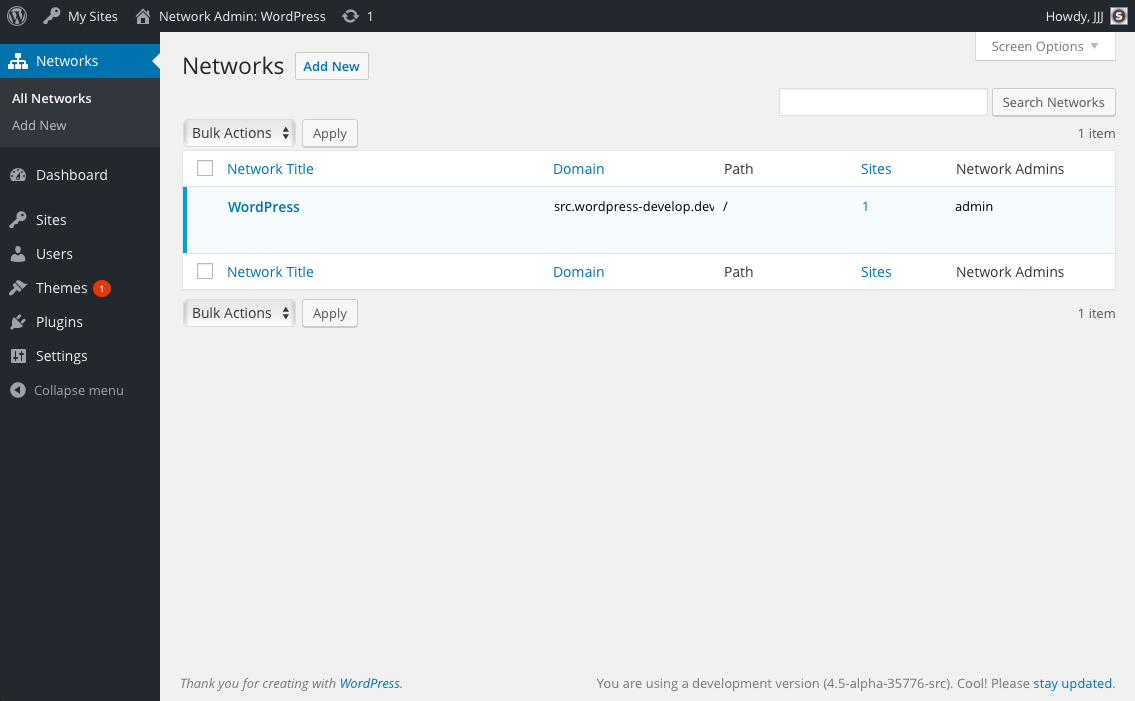 My Sites Network Admin: WordPress 1 Howdy, JJJ
Networks
All Networks
Add New
Dashboard
Sites
Users
Themes 1
Plugins
Settings
Collapse menu
Screen Options
Networks Add New
Search Networks
Bulk Actions Apply 1 item
Network Title Domain Path Sites Network Admins
WordPress src.wordpress-develop.dev / 1 admin
Network Title Domain Path Sites Network Admins
Bulk Actions Apply 1 item
Thank you for creating with WordPress. You are using a development version (4.5-alpha-35776-src). Cool! Please stay updated.